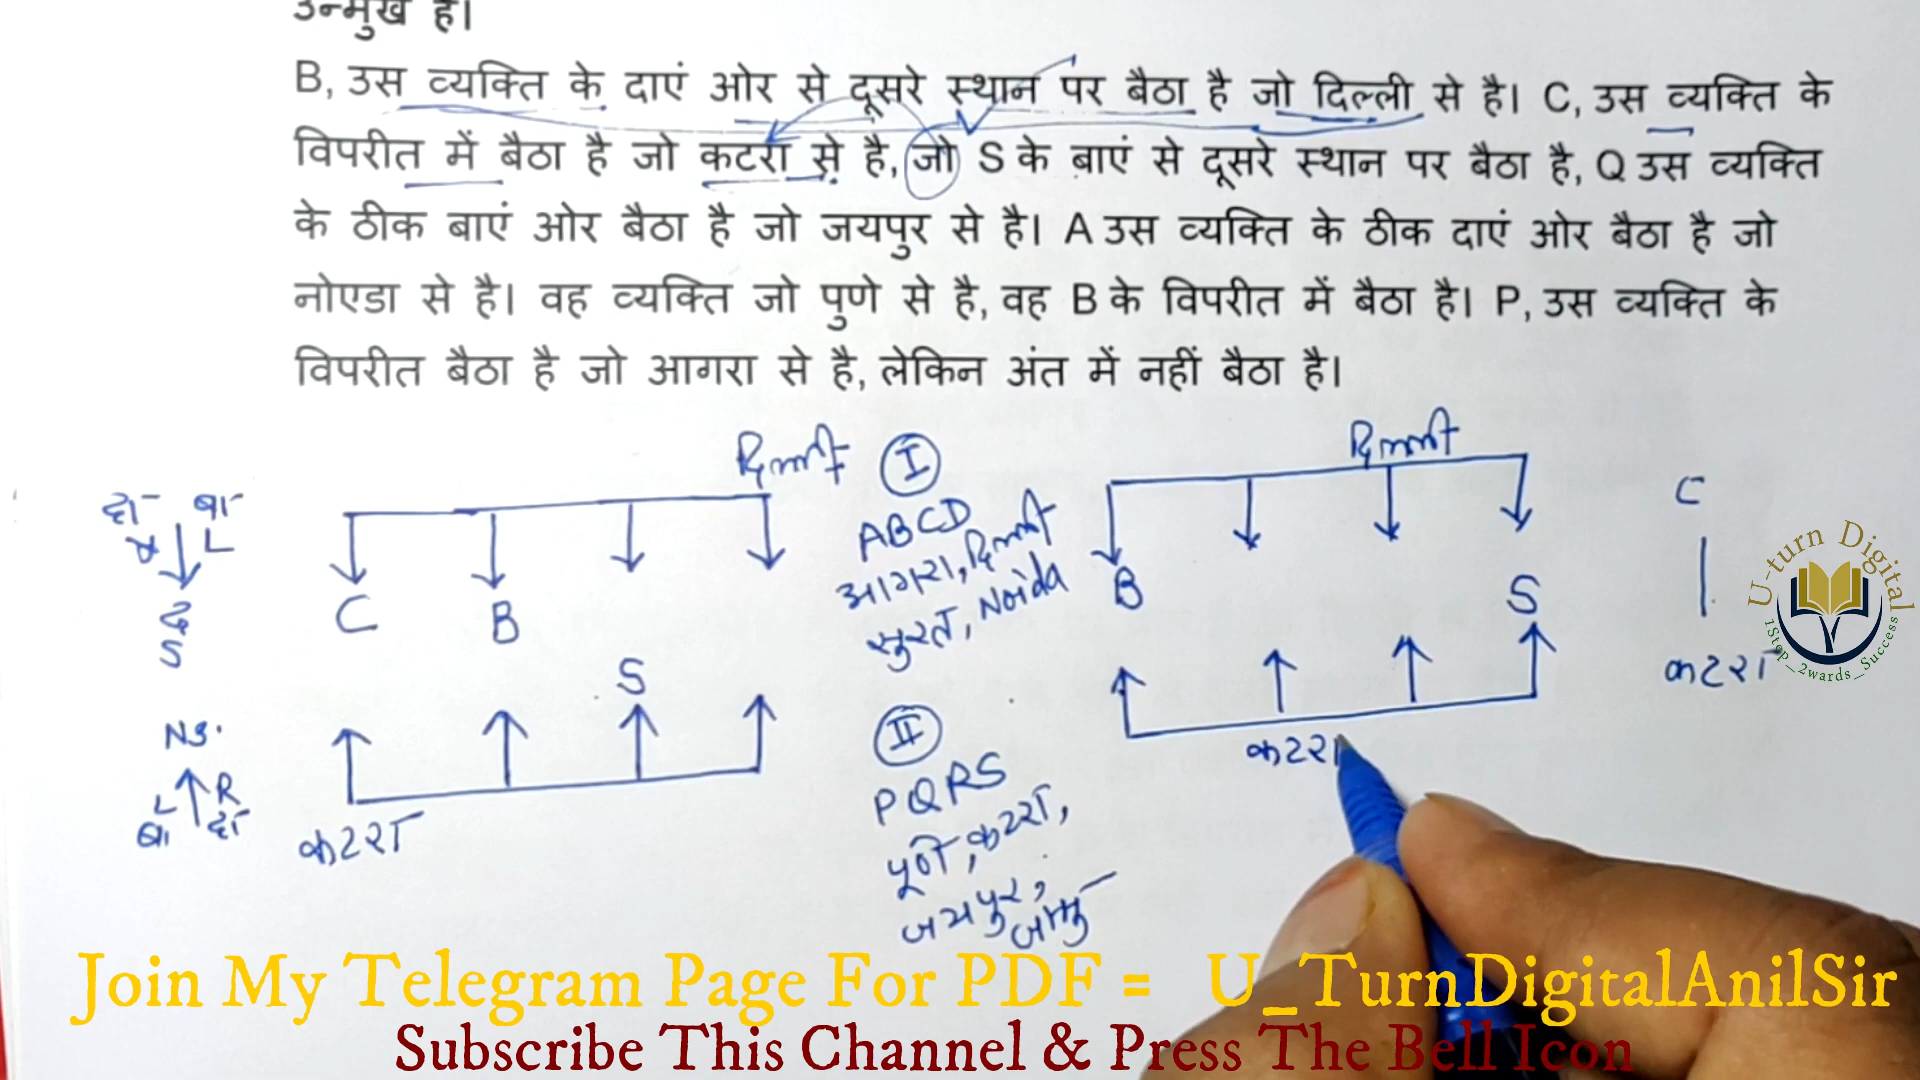 उन्मुख है।
B, उस व्यक्ति के दाएं ओर से दूसरे स्थान पर बैठा है जो दिल्ली से है। C, उस व्यक्ति के
विपरीत में बैठा है जो कटरा से है, जो S के बाएं से दूसरे स्थान पर बैठा है, Q उस व्यक्ति
के ठीक बाएं ओर बैठा है जो जयपुर से है। A उस व्यक्ति के ठीक दाएं ओर बैठा है जो
नोएडा से है। वह व्यक्ति जो पुणे से है, वह B के विपरीत में बैठा है। P, उस व्यक्ति के
विपरीत बैठा है जो आगरा से है, लेकिन अंत में नहीं बैठा है।
दा बा
L
द
S
दिल्ली
C B
S
I
ABCD
आगरा, दिल्ली
सुरत, Noida
दिल्ली
B
S
C
कटरा
उ.
N
L R
बा दा
कटरा
II
PQRS
पूणे, कटरा,
जयपुर, जम्मु
कटरा
U-turn Digital
1Step_2wards_Success
Join My Telegram Page For PDF = U_TurnDigitalAnilSir
Subscribe This Channel & Press The Bell Icon